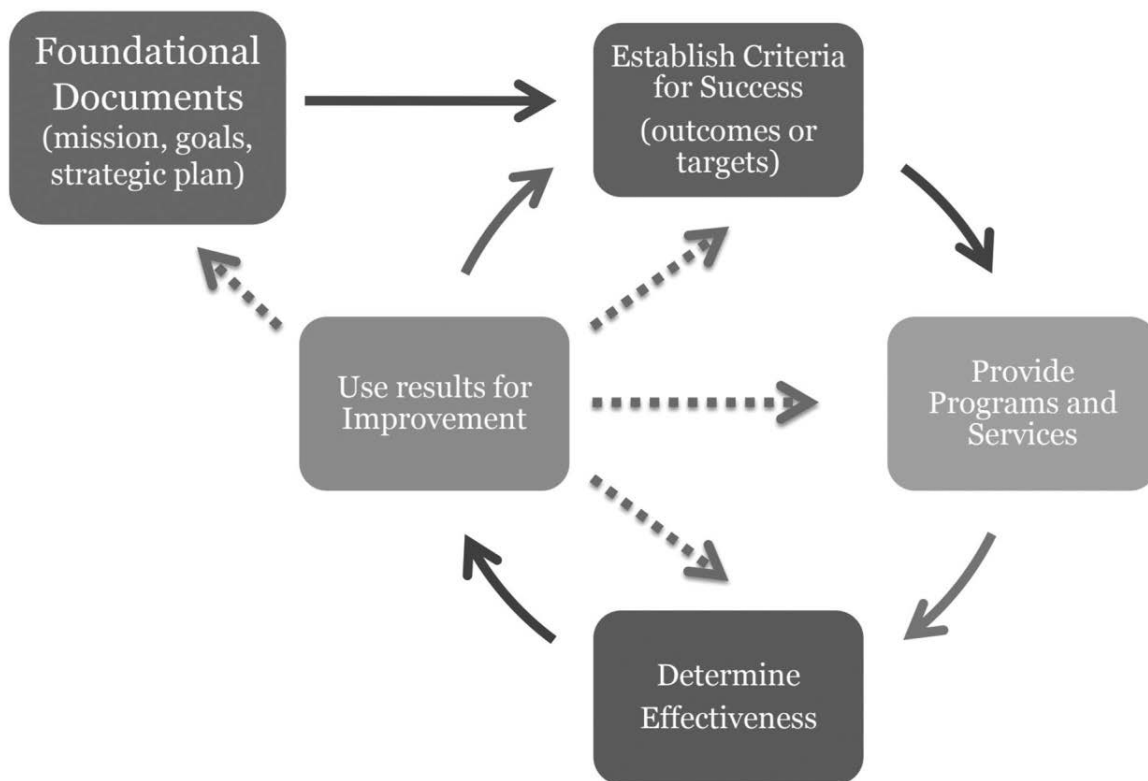 Foundational
Documents
(mission, goals,
strategic plan)
Establish Criteria
for Success
(outcomes or
targets)
Use results for
Improvement
Provide
Programs and
Services
Determine
Effectiveness